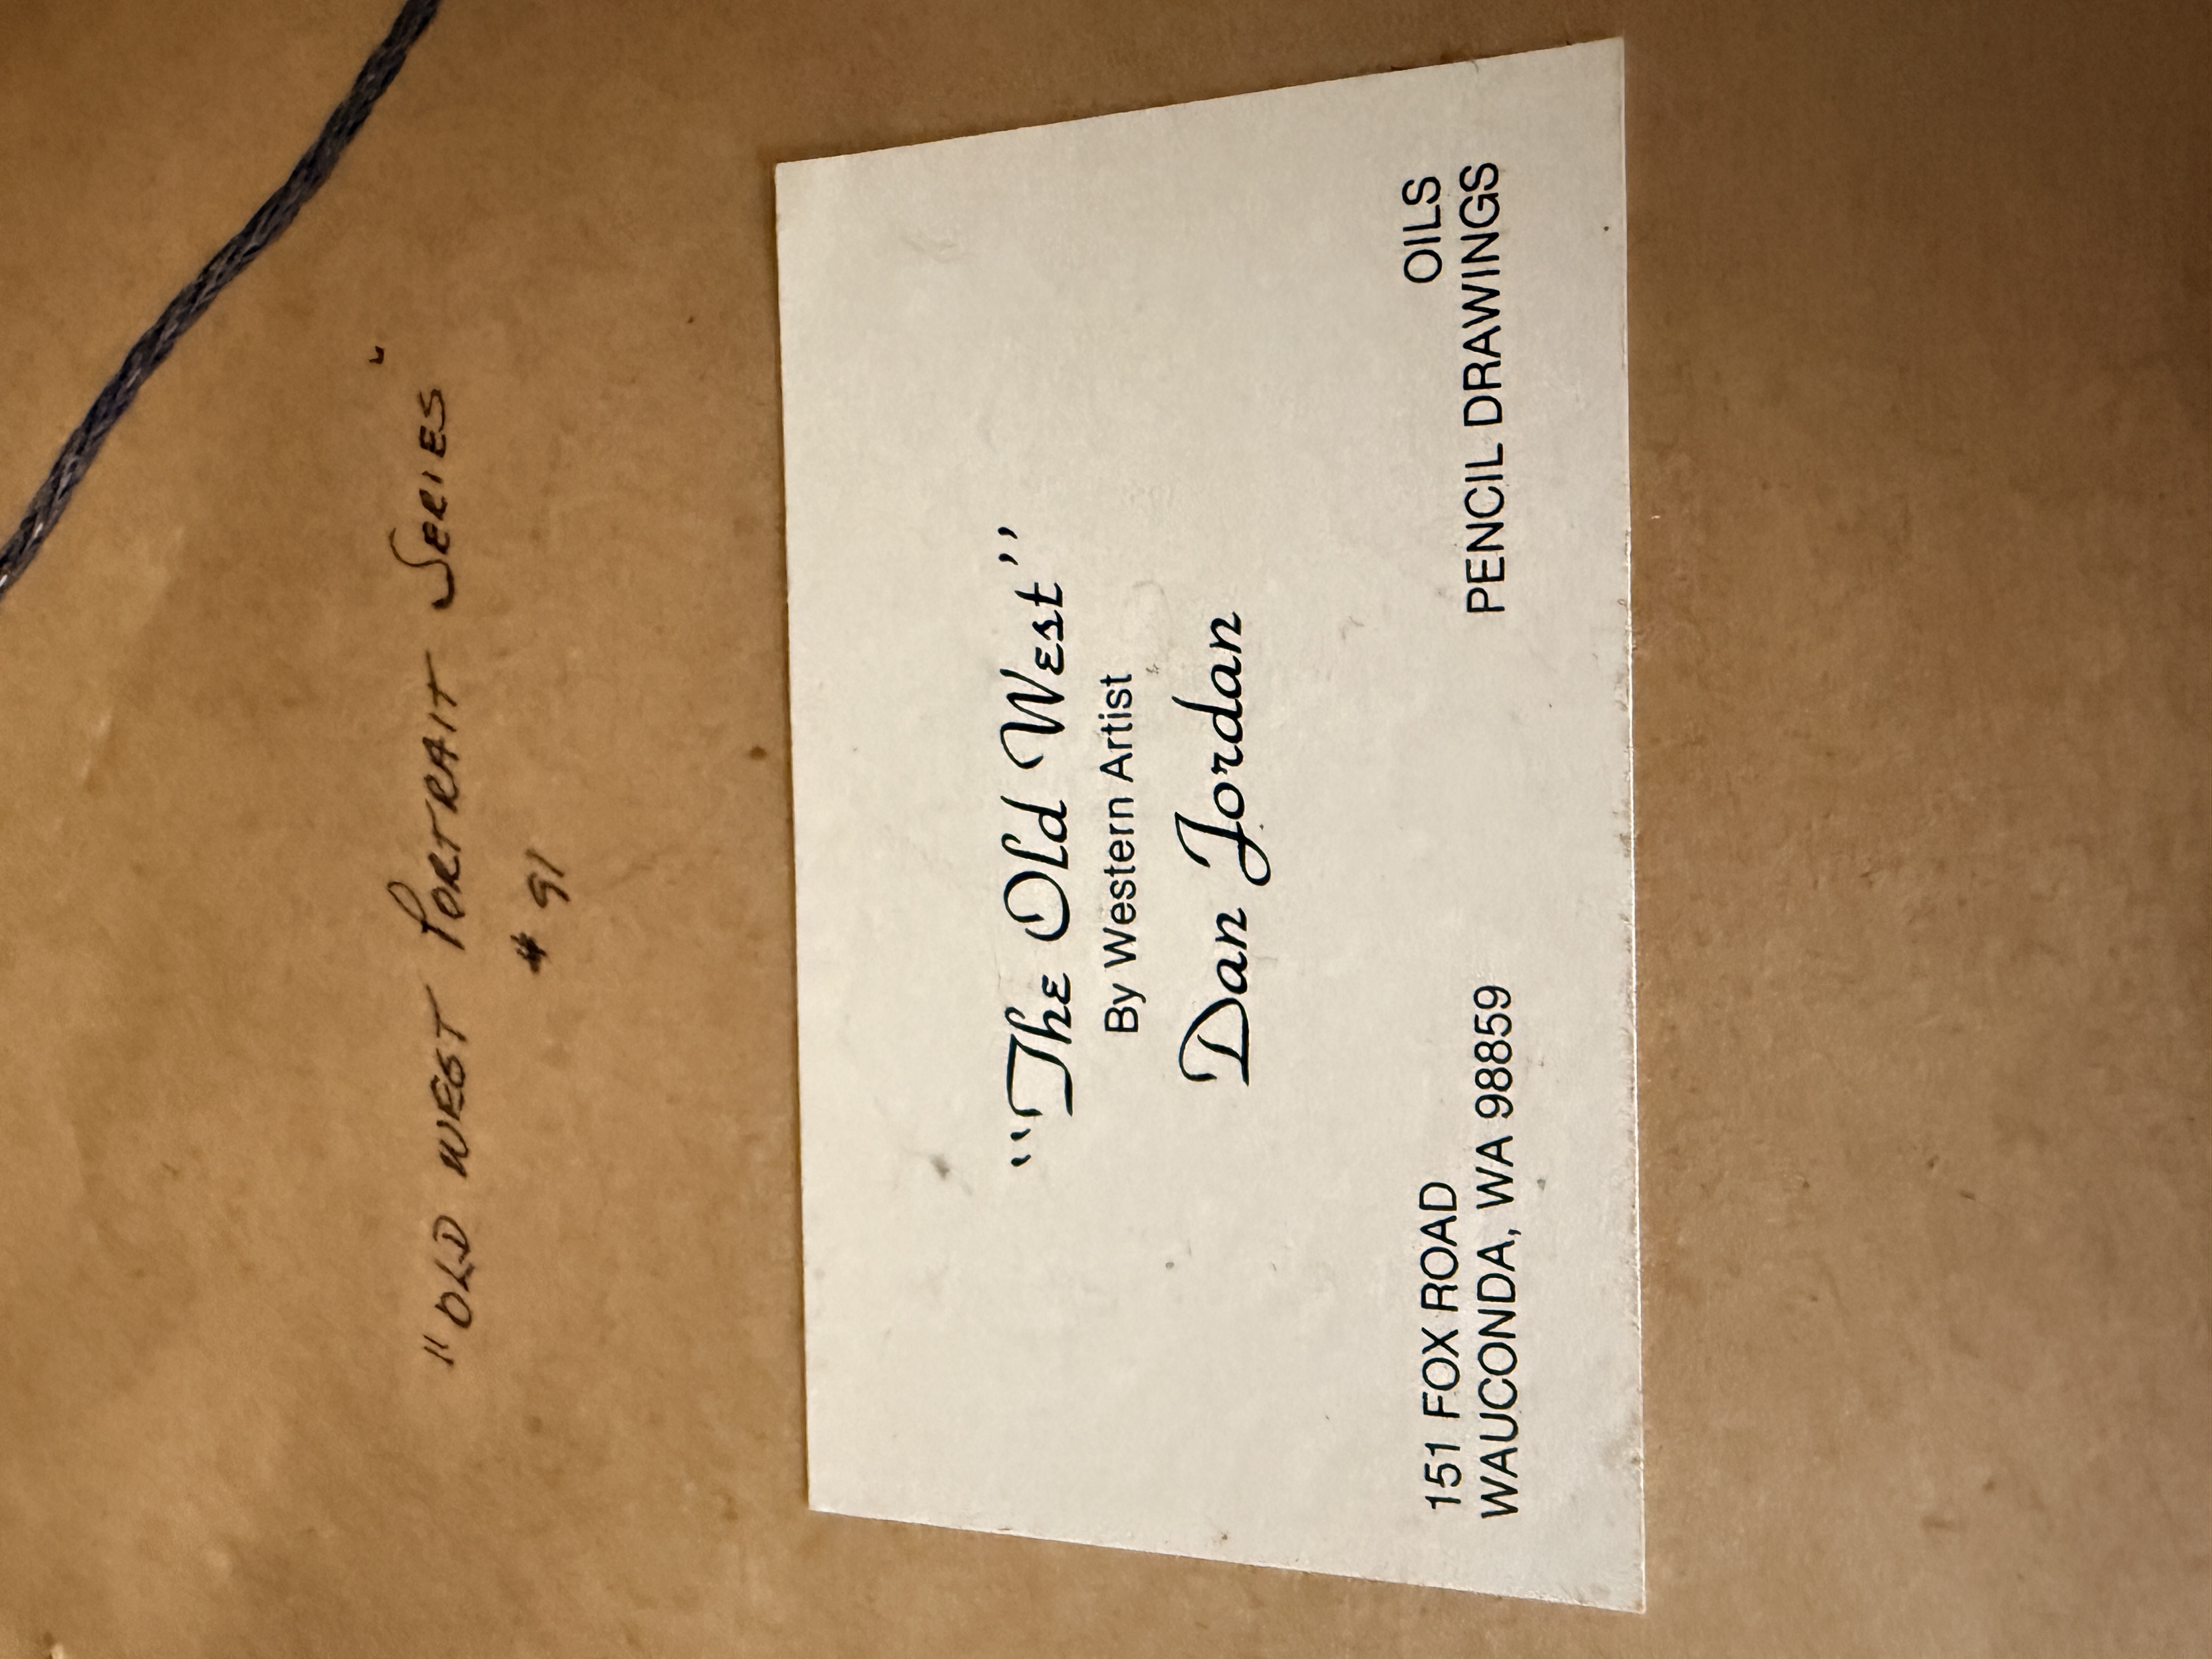 "OLD WEST PORTRAIT SERIES"
# 91
"The Old West"
By Western Artist
Dan Jordan
151 FOX ROAD
WAUCONDA, WA 98859
OILS
PENCIL DRAWINGS